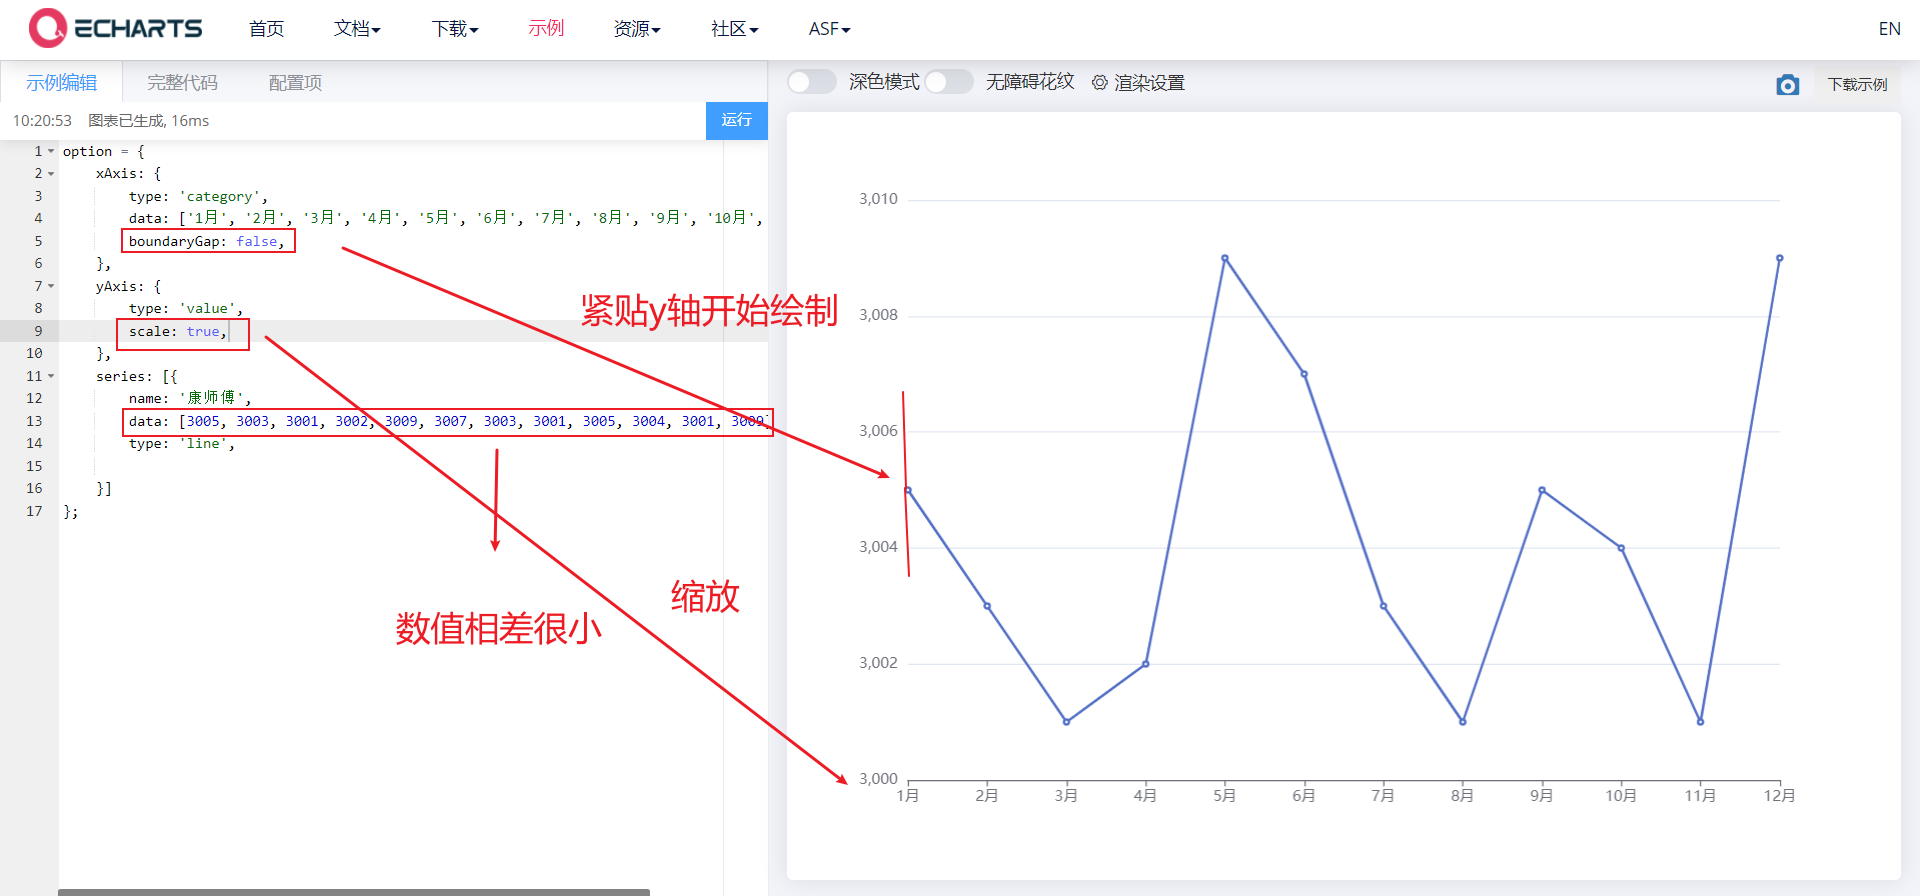 ECHARTS 首页 文档 下载 示例 资源 社区 ASF EN
示例编辑 完整代码 配置项
10:20:53 图表已生成, 16ms 运行
1 option = {
2 xAxis: {
3 type: 'category',
4 data: ['1月', '2月', '3月', '4月', '5月', '6月', '7月', '8月', '9月', '10月',
5 boundaryGap: false,
6 },
7 yAxis: {
8 type: 'value',
9 scale: true,
10 },
11 series: [{
12 name: '康师傅',
13 data: [3005, 3003, 3001, 3002, 3009, 3007, 3003, 3001, 3005, 3004, 3001, 3009]
14 type: 'line',
15
16 }]
17 };
紧贴y轴开始绘制
缩放
数值相差很小
深色模式 无障碍花纹 渲染设置 下载示例
3,010
3,008
3,006
3,004
3,002
3,000
1月 2月 3月 4月 5月 6月 7月 8月 9月 10月 11月 12月